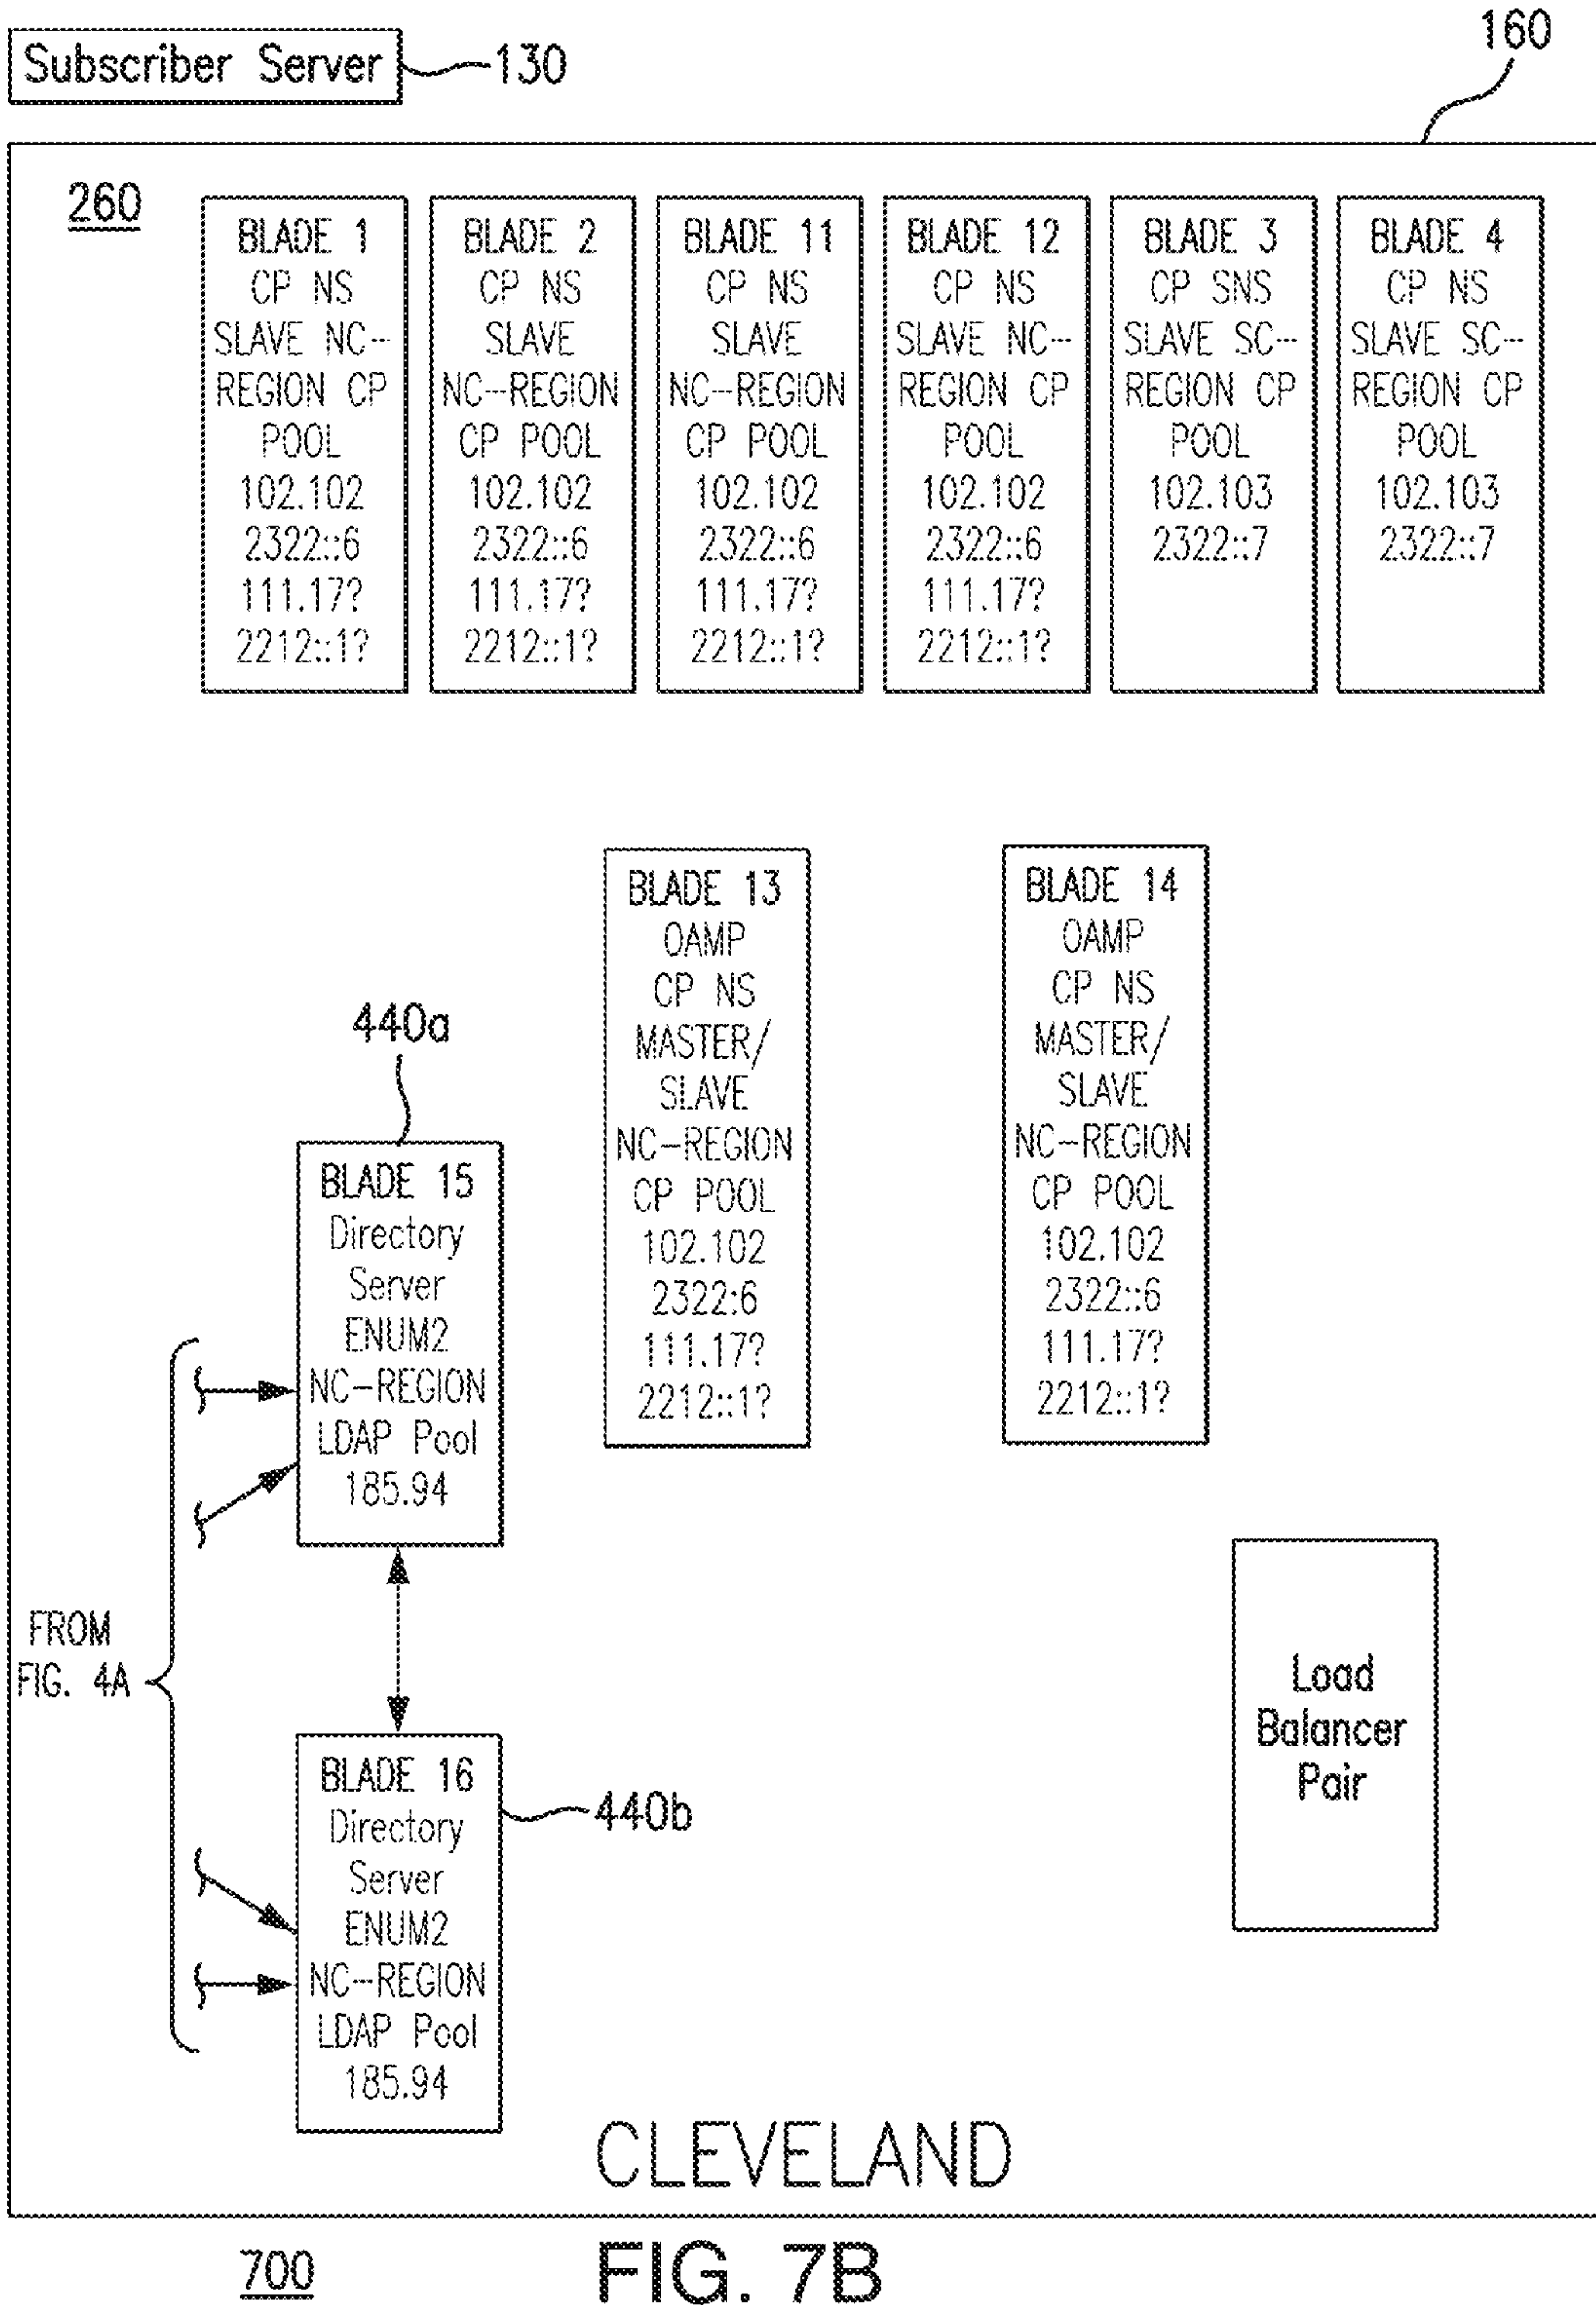 Subscriber Server
130
160
260
BLADE 1
CP NS
SLAVE NC--
REGION CP
POOL
102.102
2322::6
111.17?
2212::1?
BLADE 2
CP NS
SLAVE
NC--REGION
CP POOL
102.102
2322::6
111.17?
2212::1?
BLADE 11
CP NS
SLAVE
NC--REGION
CP POOL
102.102
2322::6
111.17?
2212::1?
BLADE 12
CP NS
SLAVE NC--
REGION CP
POOL
102.102
2322::6
111.17?
2212::1?
BLADE 3
CP SNS
SLAVE SC--
REGION CP
POOL
102.103
2322::7
BLADE 4
CP NS
SLAVE SC--
REGION CP
POOL
102.103
2322::7
BLADE 13
OAMP
CP NS
MASTER/
SLAVE
NC-REGION
CP POOL
102.102
2322:6
111.17?
2212::1?
BLADE 14
OAMP
CP NS
MASTER/
SLAVE
NC-REGION
CP POOL
102.102
2322::6
111.17?
2212::1?
440a
BLADE 15
Directory
Server
ENUM2
NC-REGION
LDAP Pool
185.94
FROM
FIG. 4A
BLADE 16
Directory
Server
ENUM2
NC--REGION
LDAP Pool
185.94
440b
Load
Balancer
Pair
CLEVELAND
700
FIG. 7B